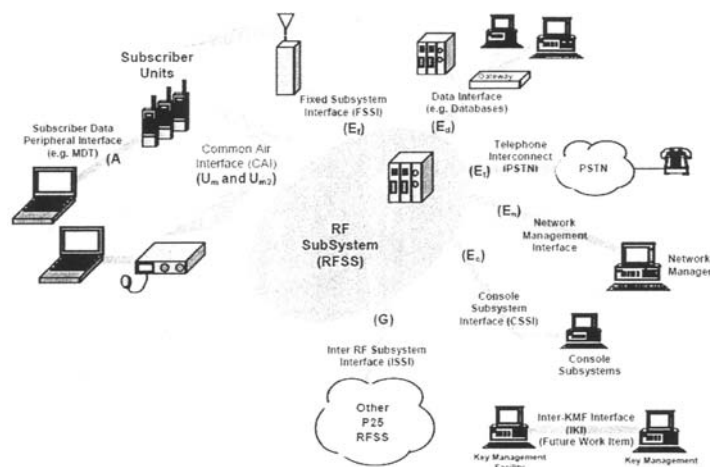 Subscriber
Units
Subscriber Data
Peripheral Interface
(e.g. MDT)
(A)
Common Air
Interface (CAI)
(Um and Um2)
Fixed Subsystem
Interface (FSSI)
(Ef)
Gateway
Data Interface
(e.g. Databases)
(Ed)
Telephone
Interconnect
(PSTN)
(Et)
PSTN
(En)
Network
Management
Interface
Network
Manager
RF
SubSystem
(RFSS)
(Ec)
Console
Subsystem
Interface (CSSI)
Console
Subsystems
(G)
Inter RF Subsystem
Interface (ISSI)
Other
P25
RFSS
Inter-KMF Interface
(IKI)
(Future Work Item)
Key Management
Facility
Key Management